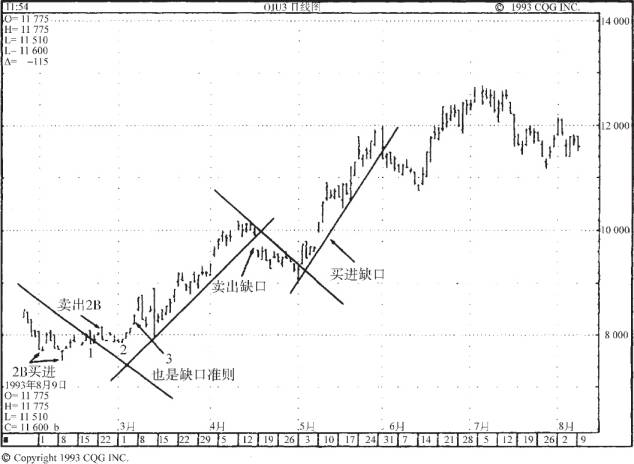 11:54
OJU3 日线图
© 1993 CQG INC.
O= 11 775
H= 11 775
L= 11 510
L= 11 600
Δ= -115
14 000
12 000
10 000
8 000
买进缺口
卖出缺口
卖出2B
1
2
3
2B买进
也是缺口准则
1993年8月9日
O= 11 775
H= 11 775
L= 11 510
C= 11 600 b
3月 4月 5月 6月 7月 8月
1 8 15 22 1 8 15 22 29 5 12 19 26 3 10 17 24 31 7 14 21 28 5 12 19 26 2 9
© Copyright 1993 CQG INC.